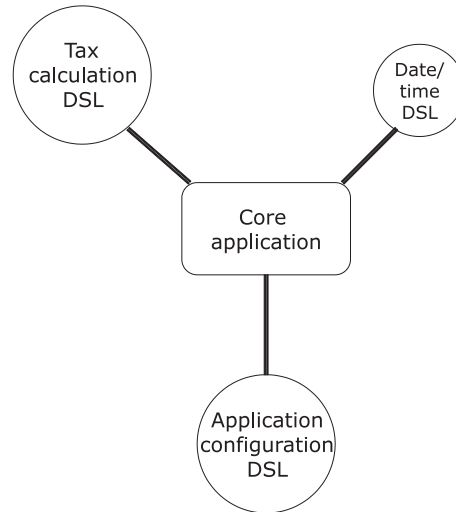 Tax
calculation
DSL
Date/
time
DSL
Core
application
Application
configuration
DSL